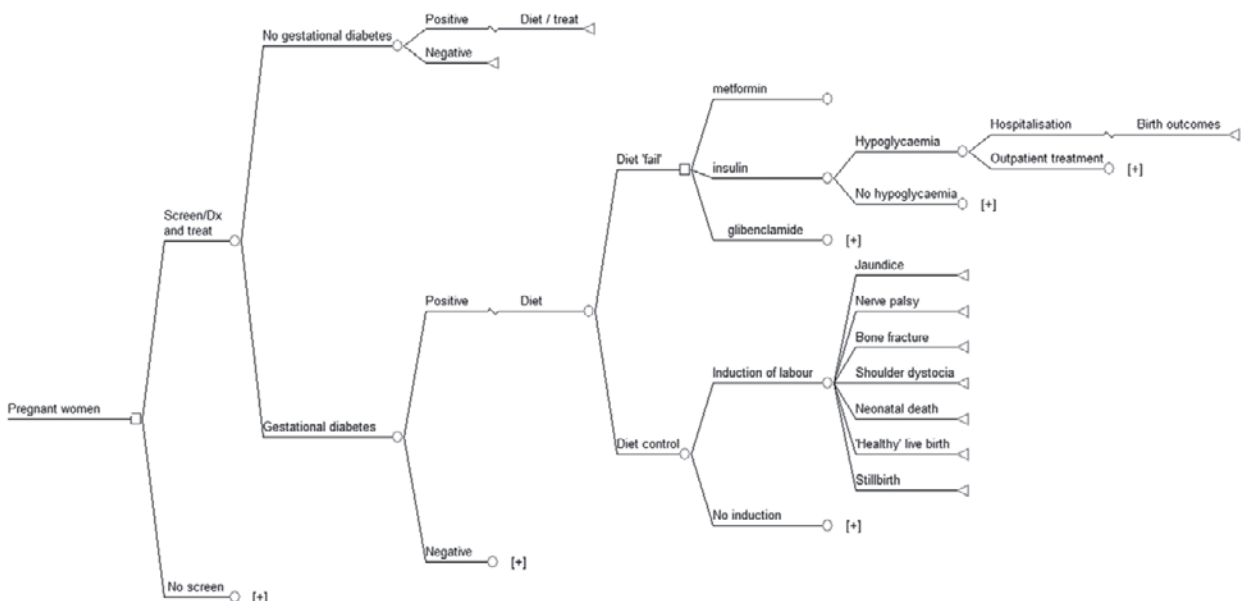 Positive
Diet / treat
No gestational diabetes
Negative
metformin
Hospitalisation
Birth outcomes
Hypoglycaemia
Diet 'fail'
insulin
Outpatient treatment
[+]
No hypoglycaemia
[+]
Screen/Dx
and treat
glibenclamide
[+]
Jaundice
Positive
Diet
Nerve palsy
Bone fracture
Induction of labour
Shoulder dystocia
Pregnant women
Neonatal death
Gestational diabetes
Diet control
'Healthy' live birth
Stillbirth
No induction
[+]
Negative
[+]
No screen
[+]